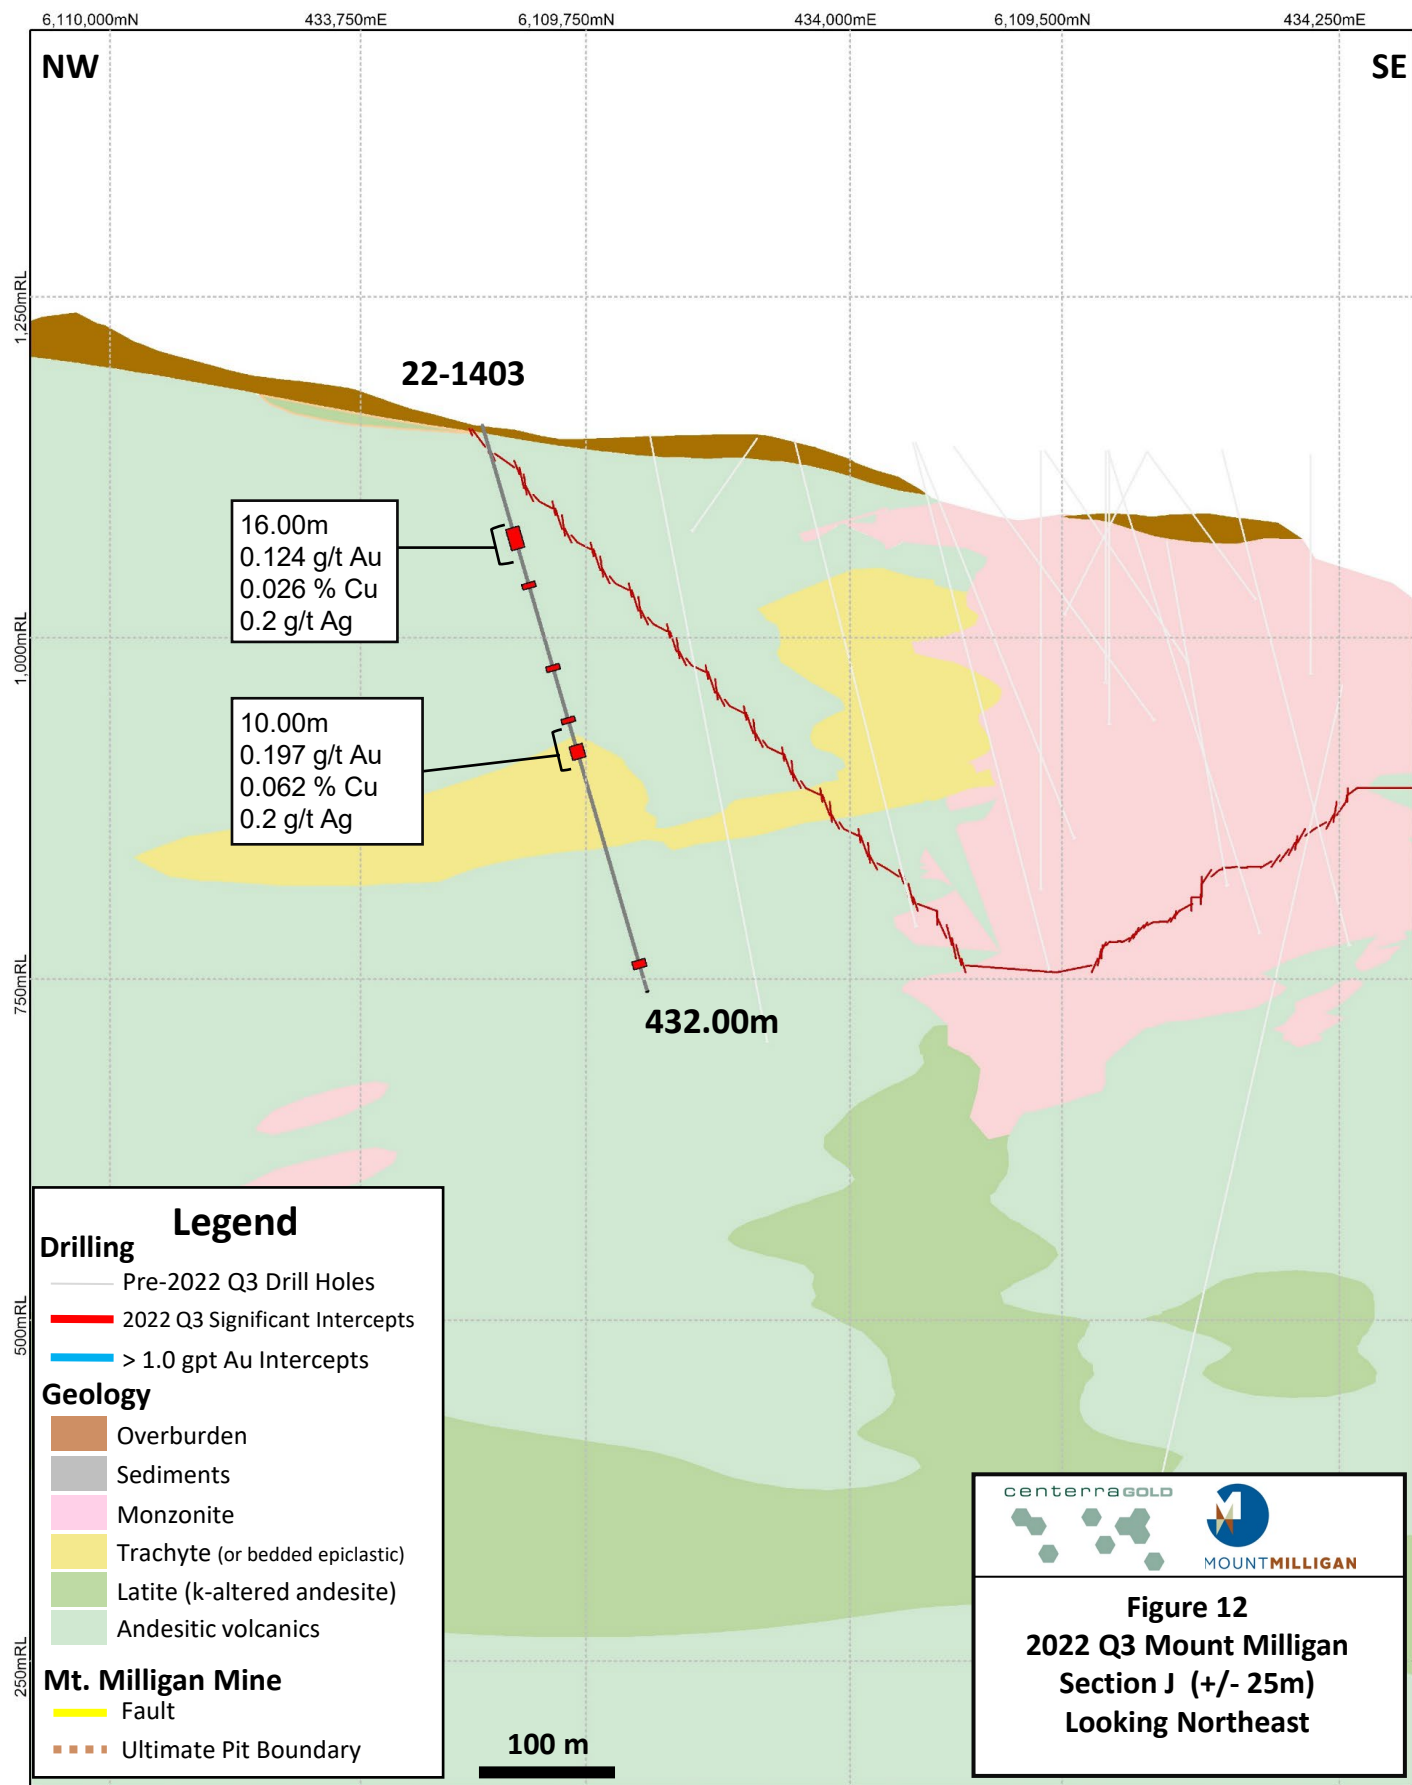 6,110,000mN
433,750mE
6,109,750mN
434,000mE
6,109,500mN
434,250mE
NW
SE
1,250mRL
22-1403
16.00m
0.124 g/t Au
0.026 % Cu
0.2 g/t Ag
1,000mRL
10.00m
0.197 g/t Au
0.062 % Cu
0.2 g/t Ag
750mRL
432.00m
500mRL
250mRL
Legend
Drilling
Pre-2022 Q3 Drill Holes
2022 Q3 Significant Intercepts
> 1.0 gpt Au Intercepts
Geology
Overburden
Sediments
Monzonite
Trachyte (or bedded epiclastic)
Latite (k-altered andesite)
Andesitic volcanics
Mt. Milligan Mine
Fault
Ultimate Pit Boundary
100 m
centerraGOLD
M
MOUNTMILLIGAN
Figure 12
2022 Q3 Mount Milligan
Section J (+/- 25m)
Looking Northeast